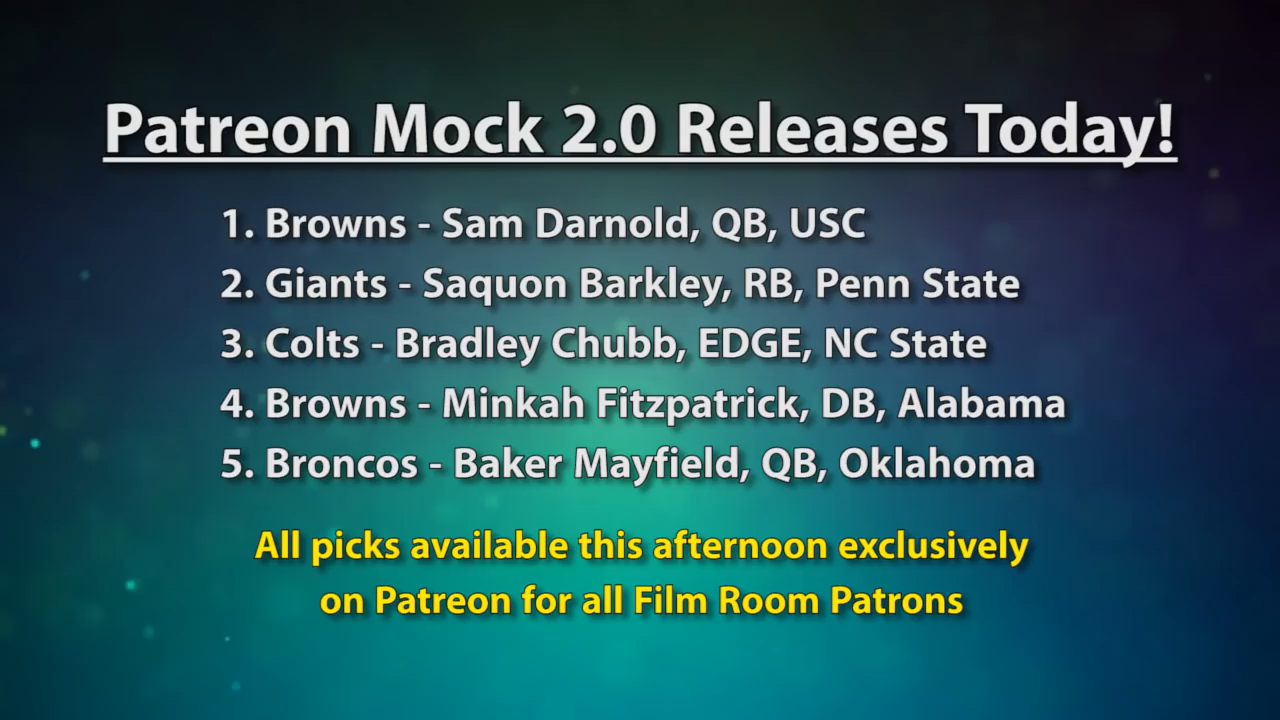 Patreon Mock 2.0 Releases Today!
1. Browns - Sam Darnold, QB, USC
2. Giants - Saquon Barkley, RB, Penn State
3. Colts - Bradley Chubb, EDGE, NC State
4. Browns - Minkah Fitzpatrick, DB, Alabama
5. Broncos - Baker Mayfield, QB, Oklahoma
All picks available this afternoon exclusively
on Patreon for all Film Room Patrons